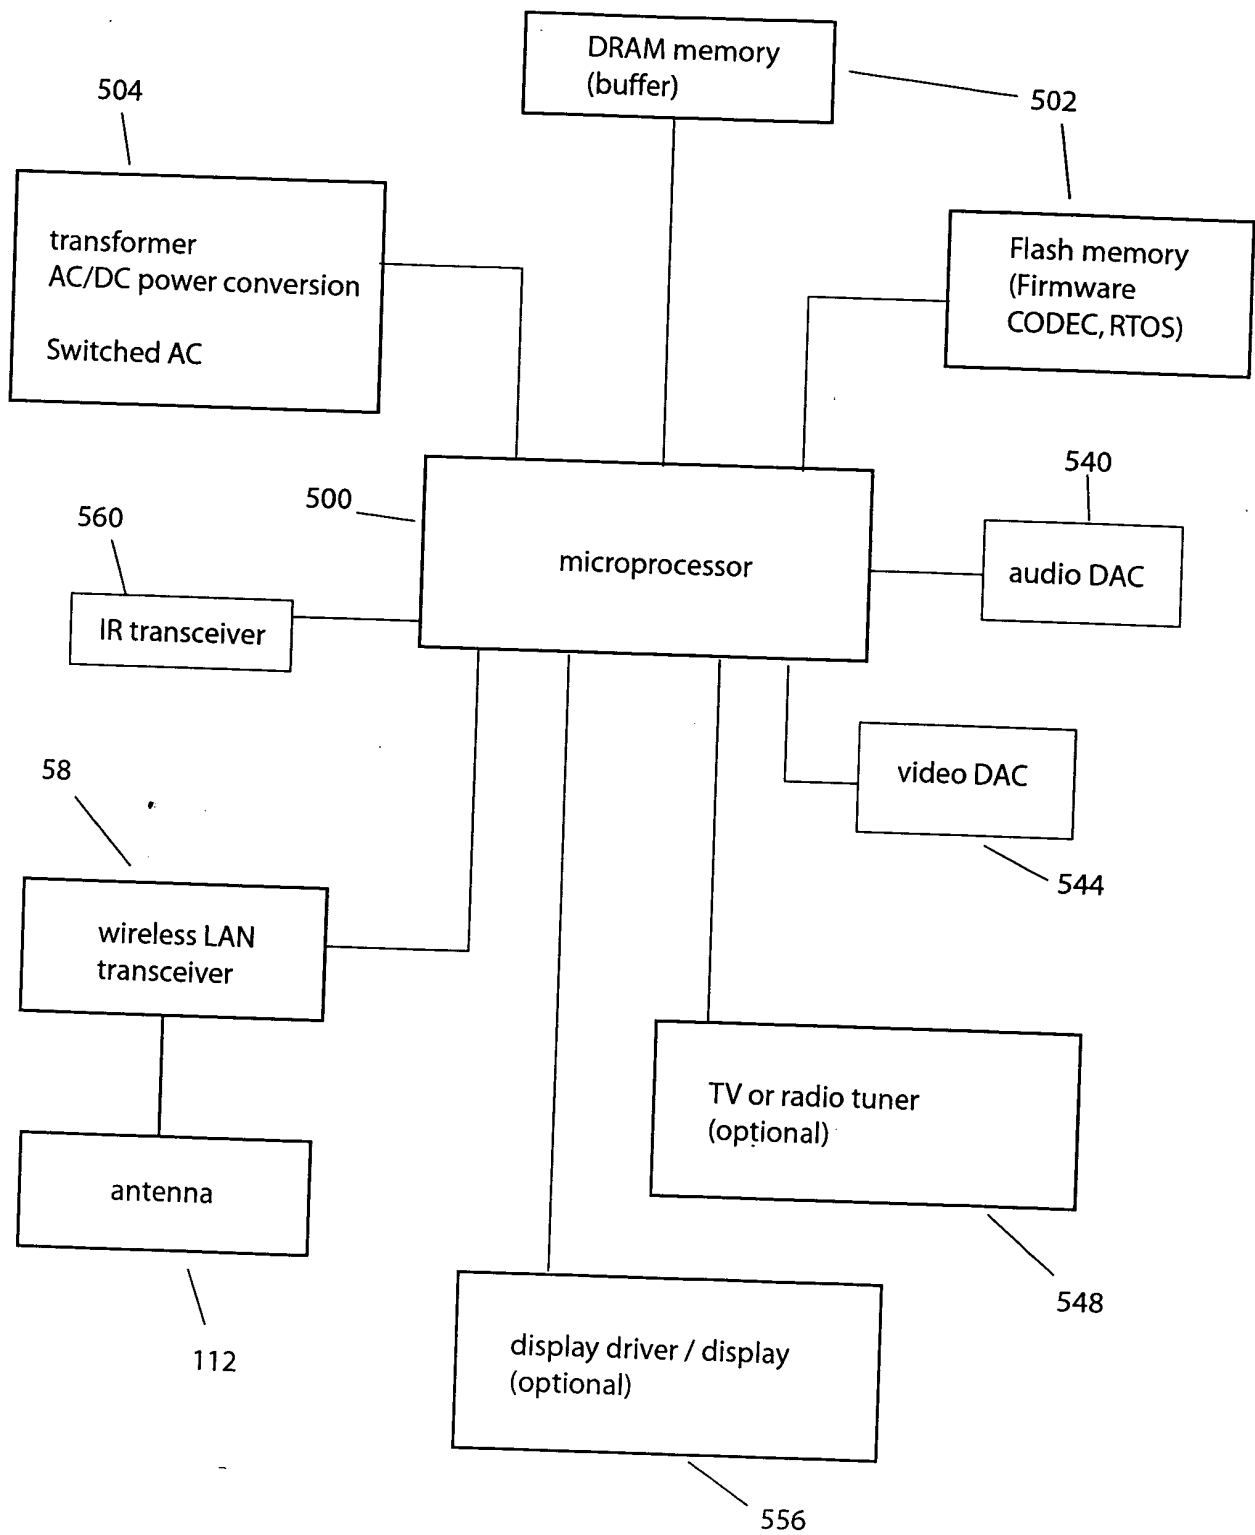 DRAM memory
(buffer)
502
504
transformer
AC/DC power conversion
Switched AC
Flash memory
(Firmware
CODEC, RTOS)
500
microprocessor
540
audio DAC
560
IR transceiver
video DAC
544
58
wireless LAN
transceiver
antenna
112
TV or radio tuner
(optional)
548
display driver / display
(optional)
556